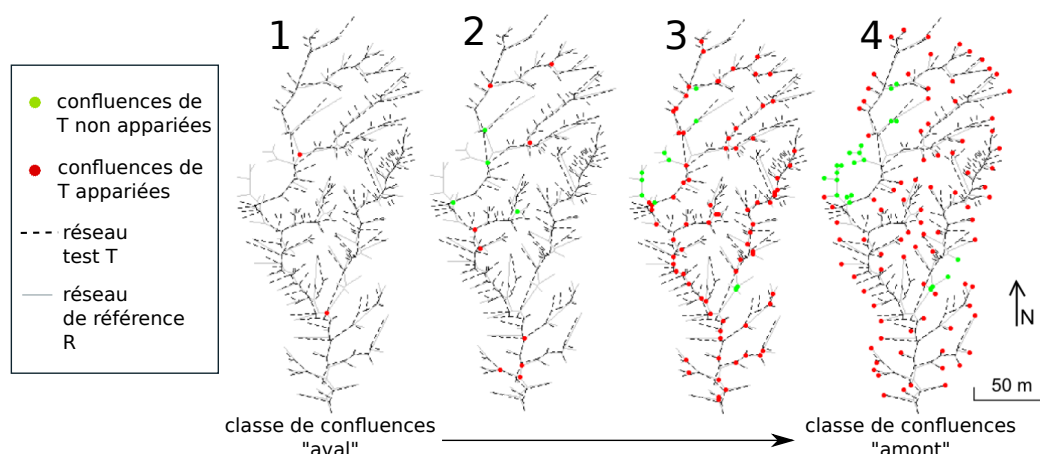 1 2 3 4
confluences de
T non appariées
confluences de
T appariées
réseau
test T
réseau
de référence
R
N
50 m
classe de confluences
"aval"
classe de confluences
"amont"